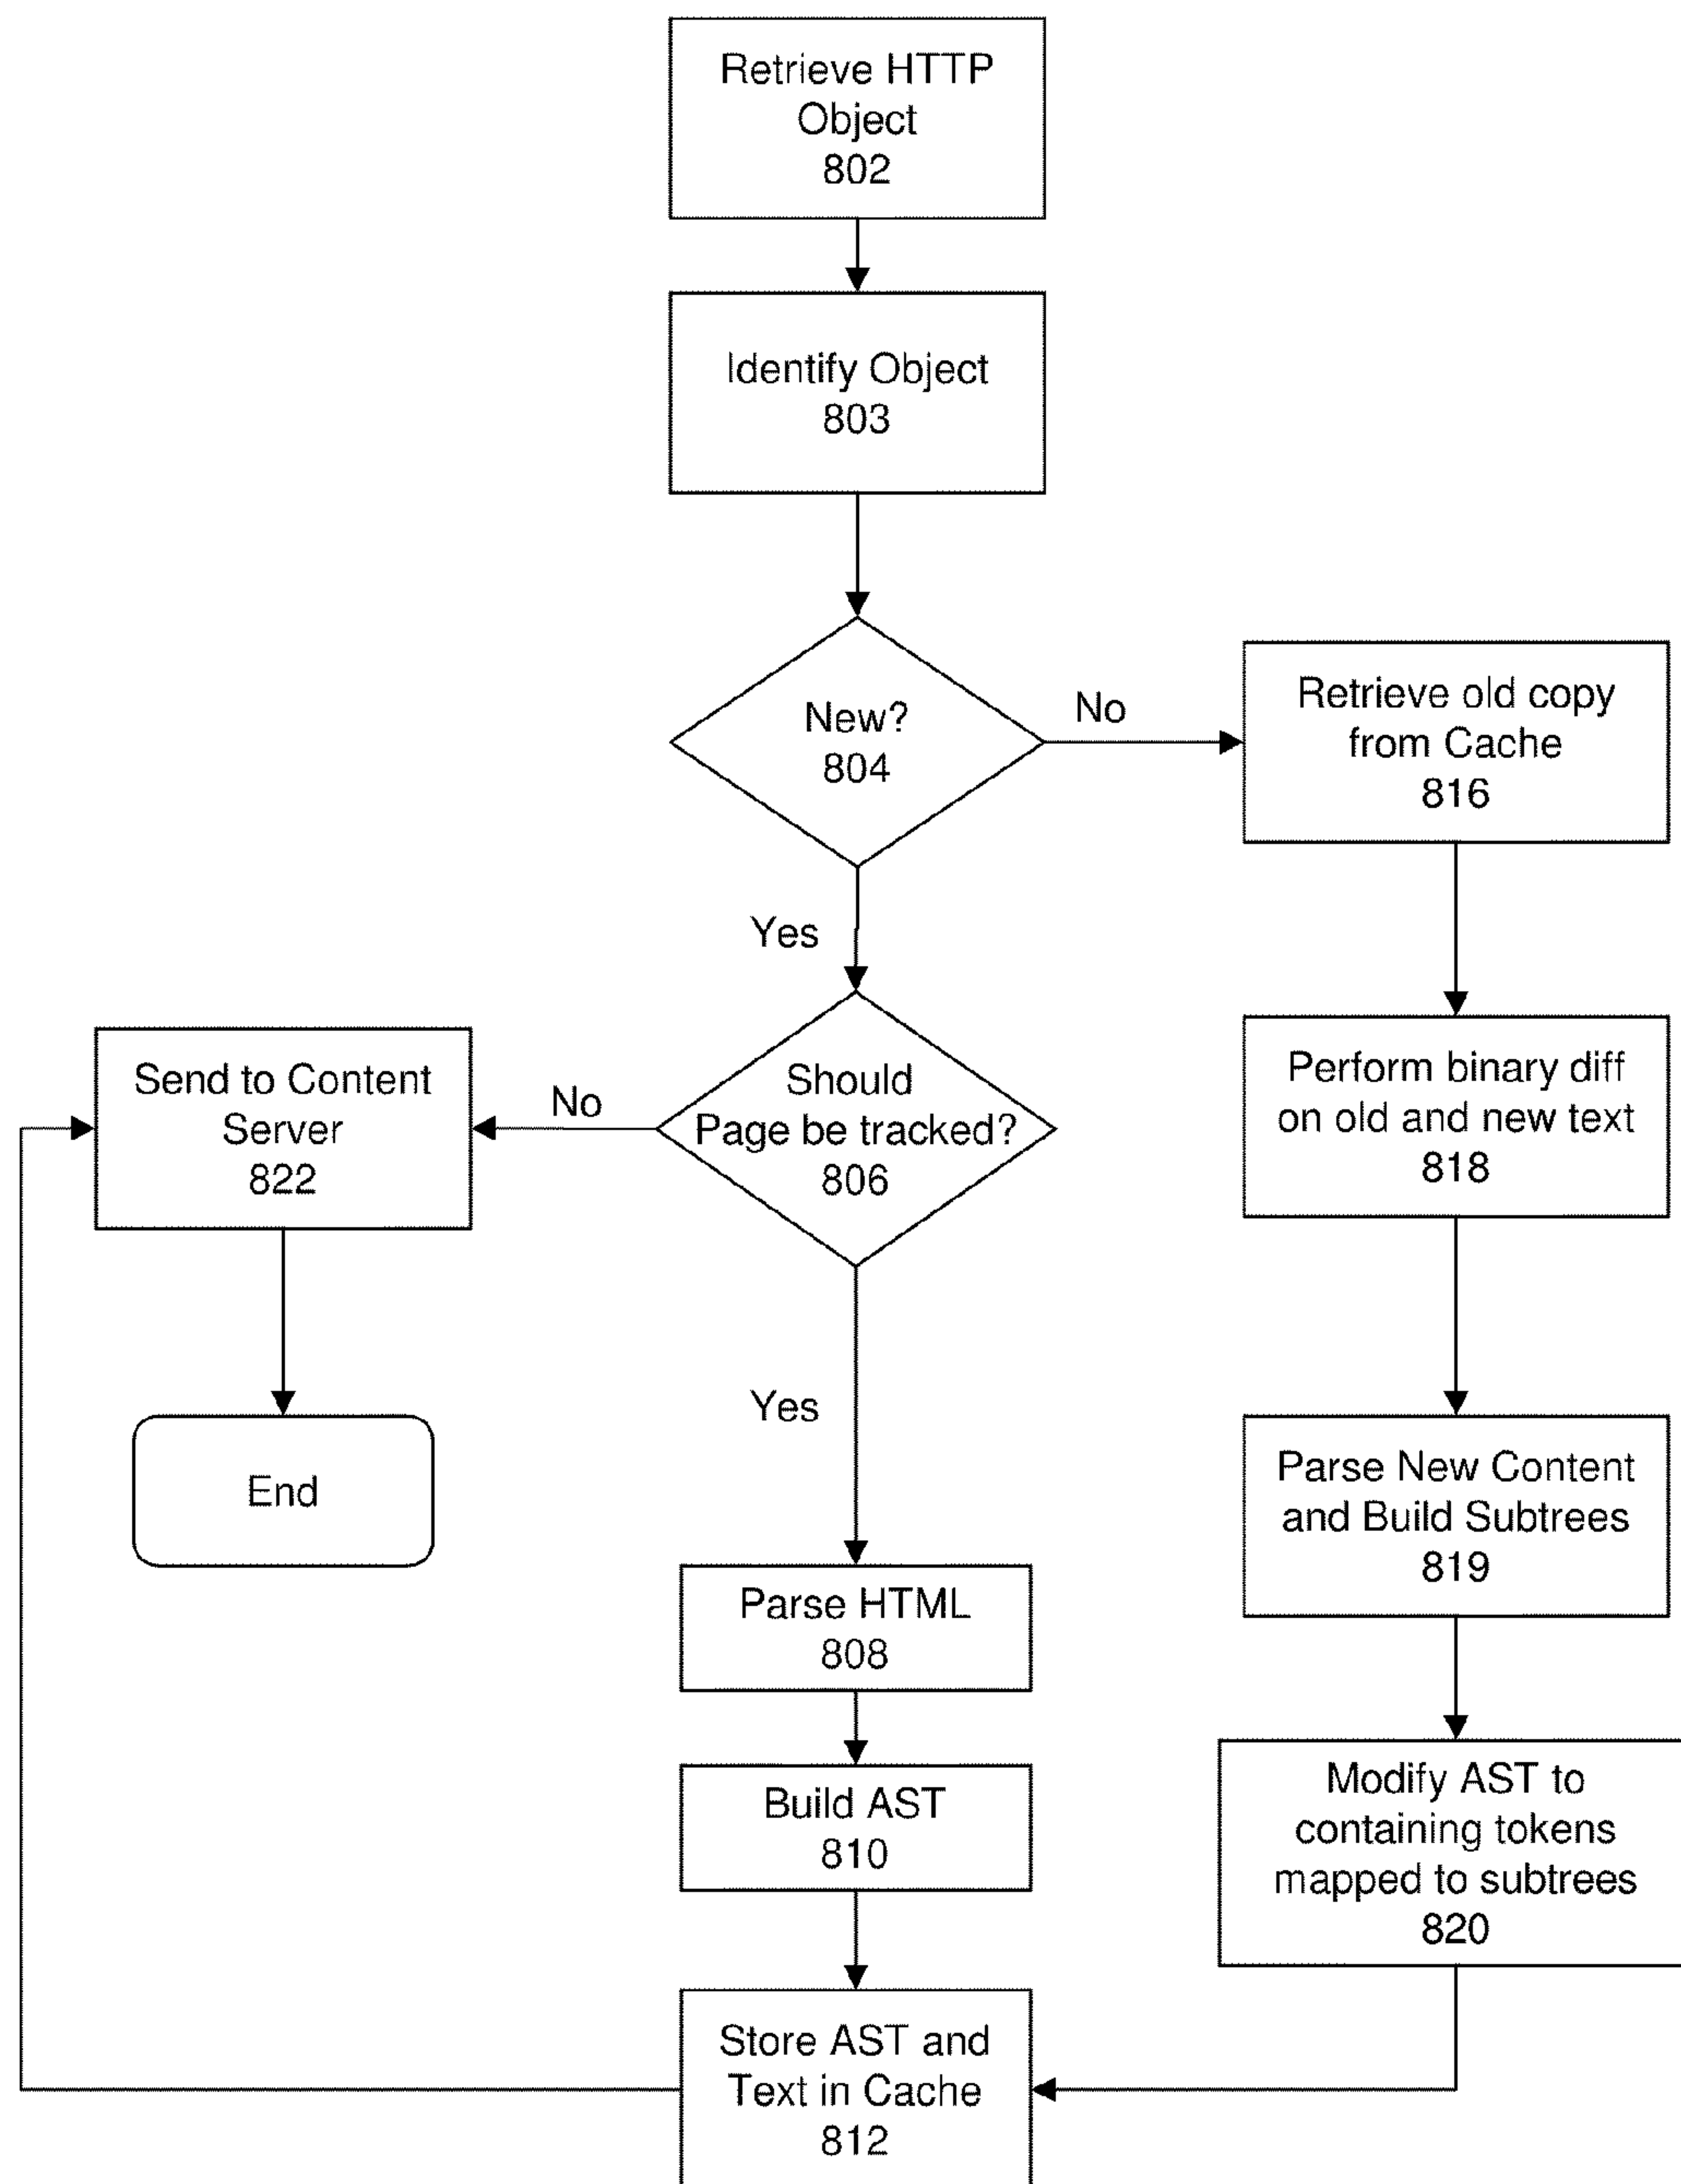 Retrieve HTTP
Object
802
Identify Object
803
New?
804
No
Retrieve old copy
from Cache
816
Yes
Send to Content
Server
822
No
Should
Page be tracked?
806
Perform binary diff
on old and new text
818
Yes
End
Parse New Content
and Build Subtrees
819
Parse HTML
808
Build AST
810
Modify AST to
containing tokens
mapped to subtrees
820
Store AST and
Text in Cache
812